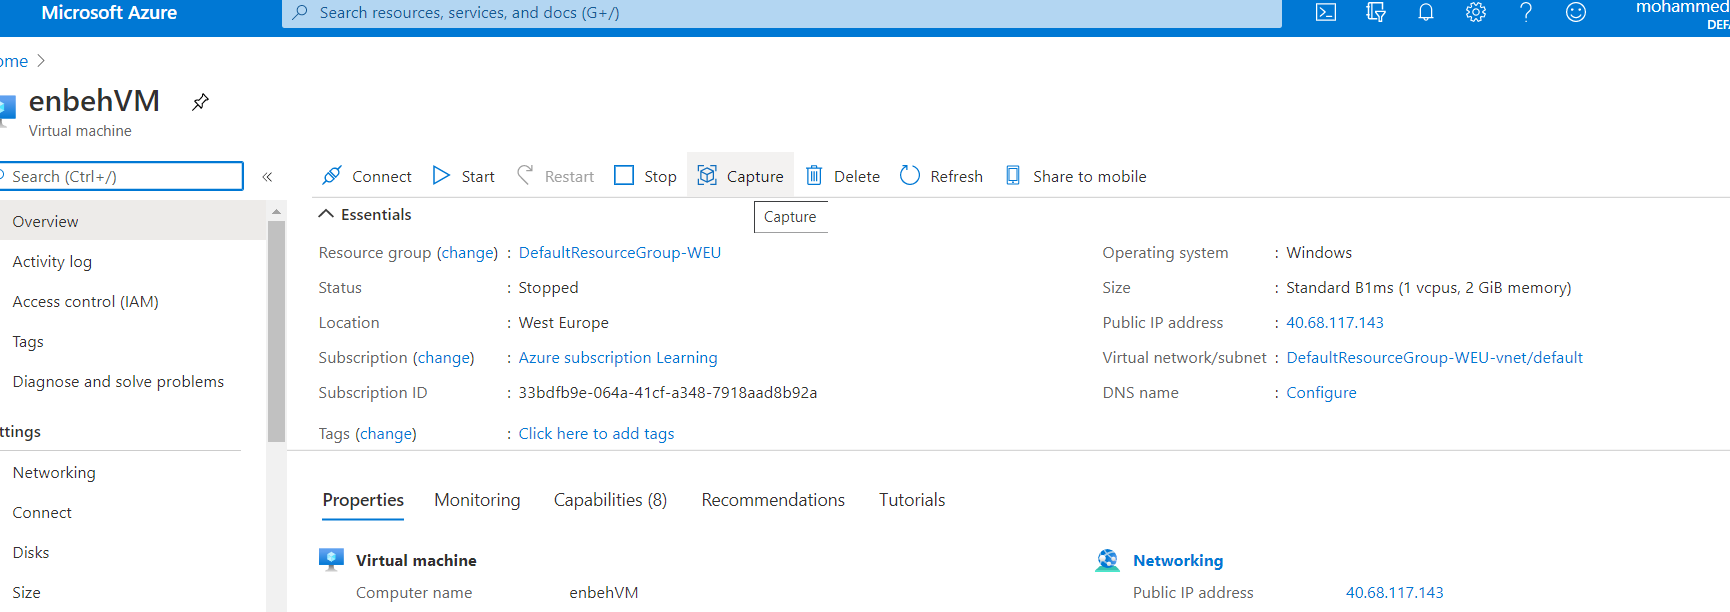 Microsoft Azure
Search resources, services, and docs (G+/)
mohammed
DEF
ome >
enbehVM
Virtual machine
Search (Ctrl+/)
«
Connect Start Restart Stop Capture Delete Refresh Share to mobile
Capture
Overview
Activity log
Access control (IAM)
Tags
Diagnose and solve problems
ttings
Networking
Connect
Disks
Size
Essentials
Resource group (change) : DefaultResourceGroup-WEU
Status : Stopped
Location : West Europe
Subscription (change) : Azure subscription Learning
Subscription ID : 33bdfb9e-064a-41cf-a348-7918aad8b92a
Tags (change) : Click here to add tags
Operating system : Windows
Size : Standard B1ms (1 vcpus, 2 GiB memory)
Public IP address : 40.68.117.143
Virtual network/subnet : DefaultResourceGroup-WEU-vnet/default
DNS name : Configure
Properties Monitoring Capabilities (8) Recommendations Tutorials
Virtual machine
Computer name enbehVM
Networking
Public IP address 40.68.117.143